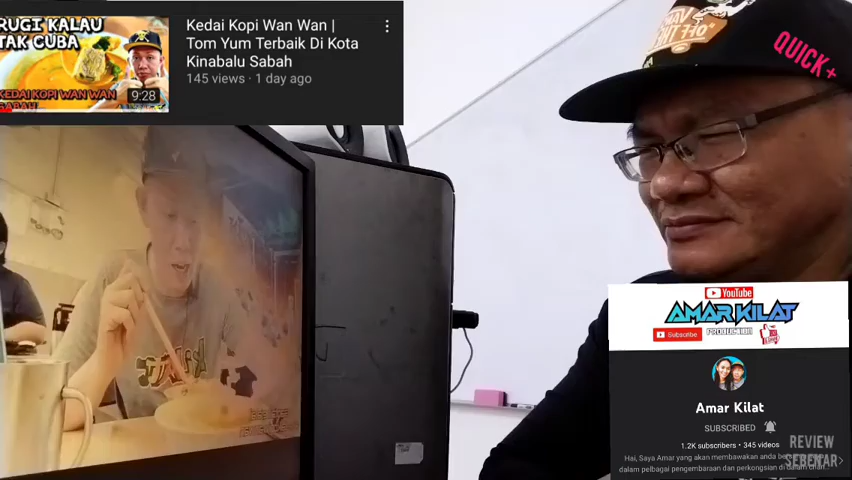 RUGI KALAU
TAK CUBA
KEDAI KOPI WAN WAN
SABAH
9:28
Kedai Kopi Wan Wan |
Tom Yum Terbaik Di Kota
Kinabalu Sabah
145 views · 1 day ago
QUICK+
YouTube
AMAR KILAT
Subscribe
PRODUCTION
Amar Kilat
SUBSCRIBED
1.2K subscribers • 345 videos
Hai, Saya Amar yang akan membawakan anda
dalam pelbagai pengembaraan dan perkongsian di dalam
REVIEW
SEBENAR